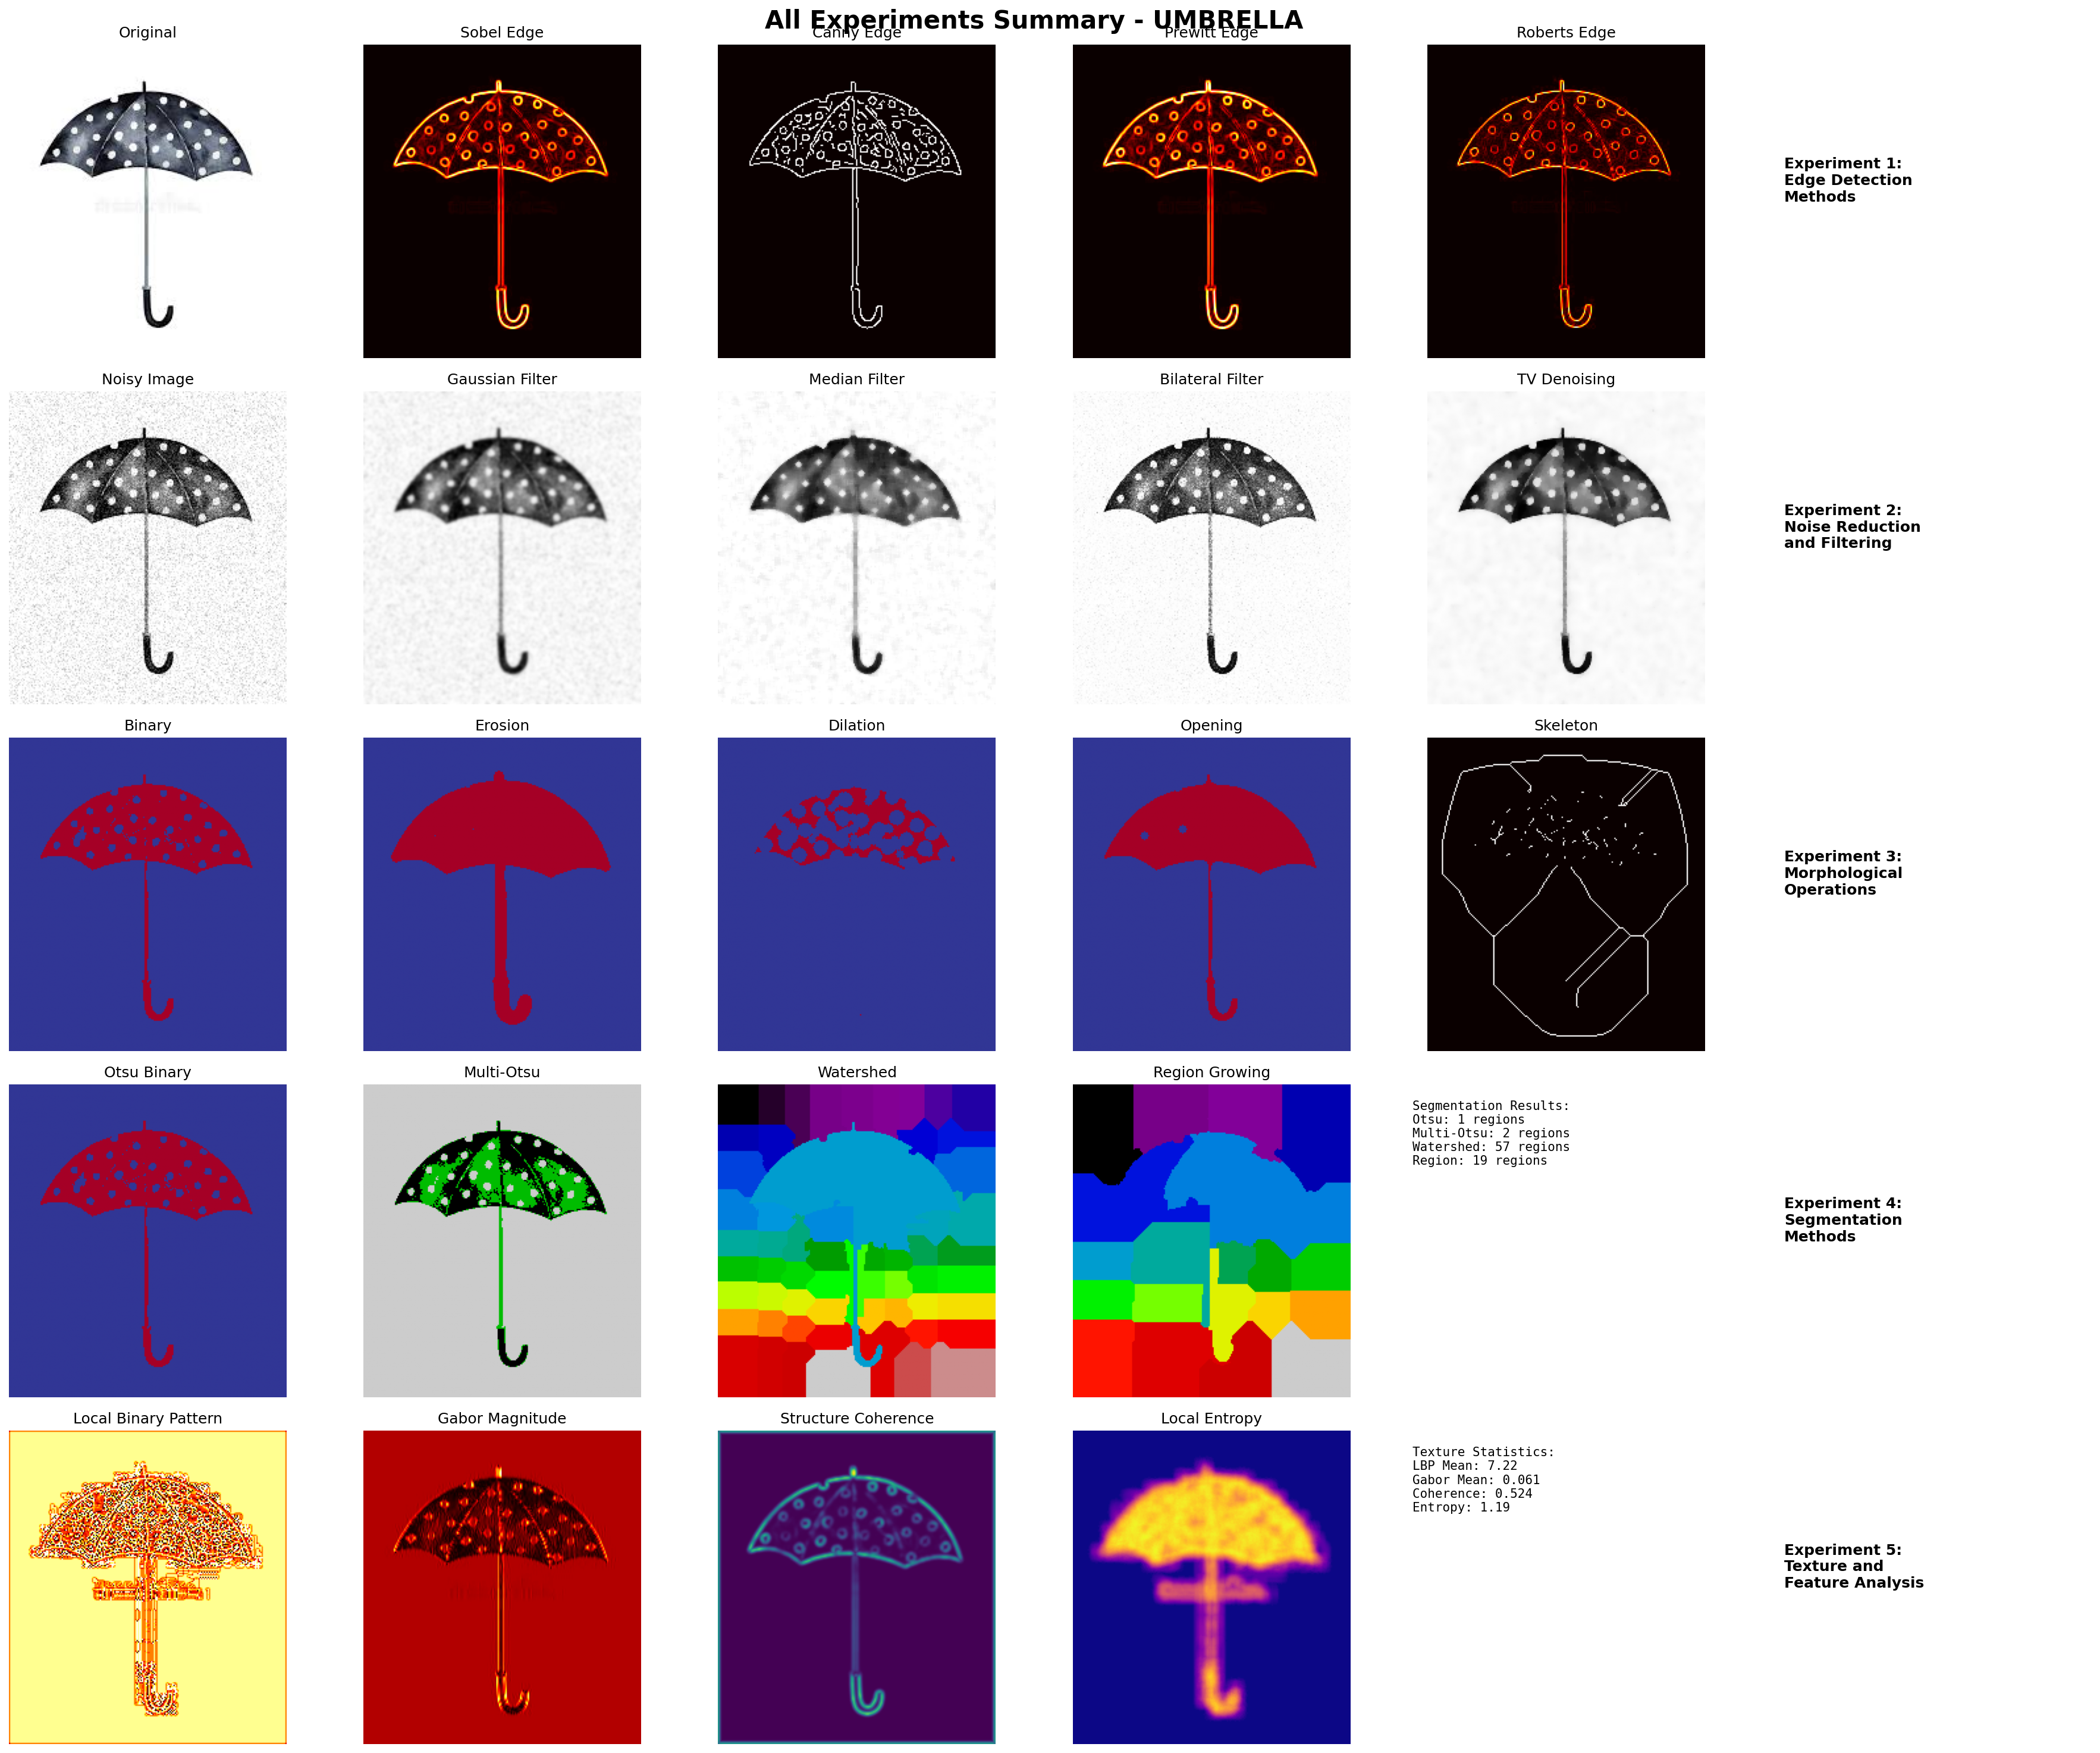 All Experiments Summary - UMBRELLA
Original
Sobel Edge
Canny Edge
Prewitt Edge
Roberts Edge
Experiment 1:
Edge Detection
Methods
Noisy Image
Gaussian Filter
Median Filter
Bilateral Filter
TV Denoising
Experiment 2:
Noise Reduction
and Filtering
Binary
Erosion
Dilation
Opening
Skeleton
Experiment 3:
Morphological
Operations
Otsu Binary
Multi-Otsu
Watershed
Region Growing
Segmentation Results:
Otsu: 1 regions
Multi-Otsu: 2 regions
Watershed: 57 regions
Region: 19 regions
Experiment 4:
Segmentation
Methods
Local Binary Pattern
Gabor Magnitude
Structure Coherence
Local Entropy
Texture Statistics:
LBP Mean: 7.22
Gabor Mean: 0.061
Coherence: 0.524
Entropy: 1.19
Experiment 5:
Texture and
Feature Analysis